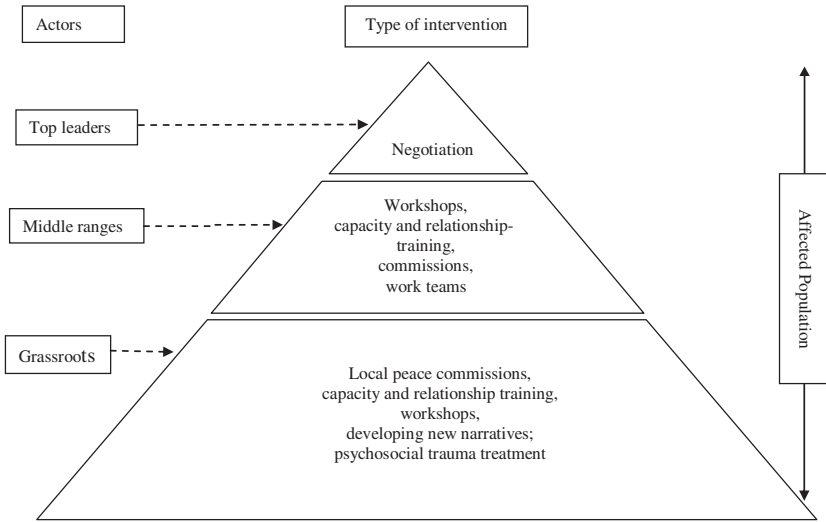 Actors
Type of intervention
Top leaders
Negotiation
Middle ranges
Workshops,
capacity and relationship-
training,
commissions,
work teams
Affected Population
Grassroots
Local peace commissions,
capacity and relationship training,
workshops,
developing new narratives;
psychosocial trauma treatment